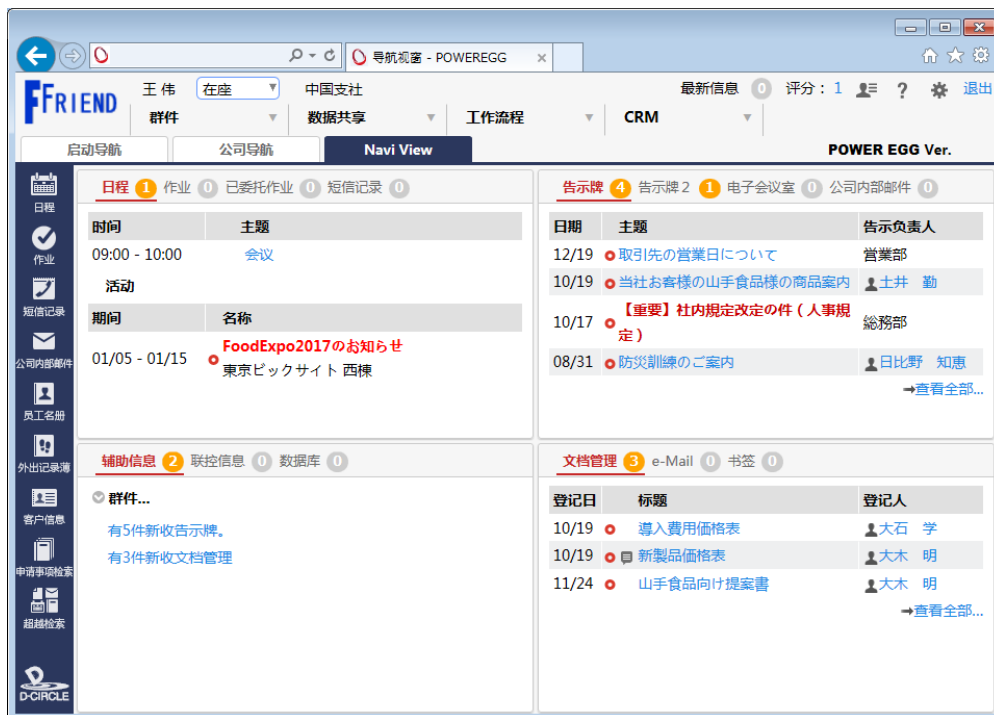 导航视窗 - POWEREGG
FFRIEND
王 伟 在座 中国支社 最新信息 0 评分： 1 ? 退出
群件 数据共享 工作流程 CRM
启动导航 公司导航 Navi View POWER EGG Ver.
日程
作业
短信记录
公司内部邮件
员工名册
外出记录薄
客户信息
申请事项检索
超越检索
D-CIRCLE
日程 1 作业 0 已委托作业 0 短信记录 0
时间 主题
09:00 - 10:00 会议
活动
期间 名称
01/05 - 01/15 FoodExpo2017のお知らせ
東京ビックサイト 西棟
告示牌 4 告示牌２ 1 电子会议室 0 公司内部邮件 0
日期 主题 告示负责人
12/19 取引先の営業日について 営業部
10/19 当社お客様の山手食品様の商品案内 土井 勤
10/17 【重要】社内規定改定の件（人事規 総務部
定）
08/31 防災訓練のご案内 日比野 知恵
→查看全部...
辅助信息 2 联控信息 0 数据库 0
群件...
有5件新收告示牌。
有3件新收文档管理
文档管理 3 e-Mail 0 书签 0
登记日 标题 登记人
10/19 導入費用価格表 大石 学
10/19 新製品価格表 大木 明
11/24 山手食品向け提案書 大木 明
→查看全部...